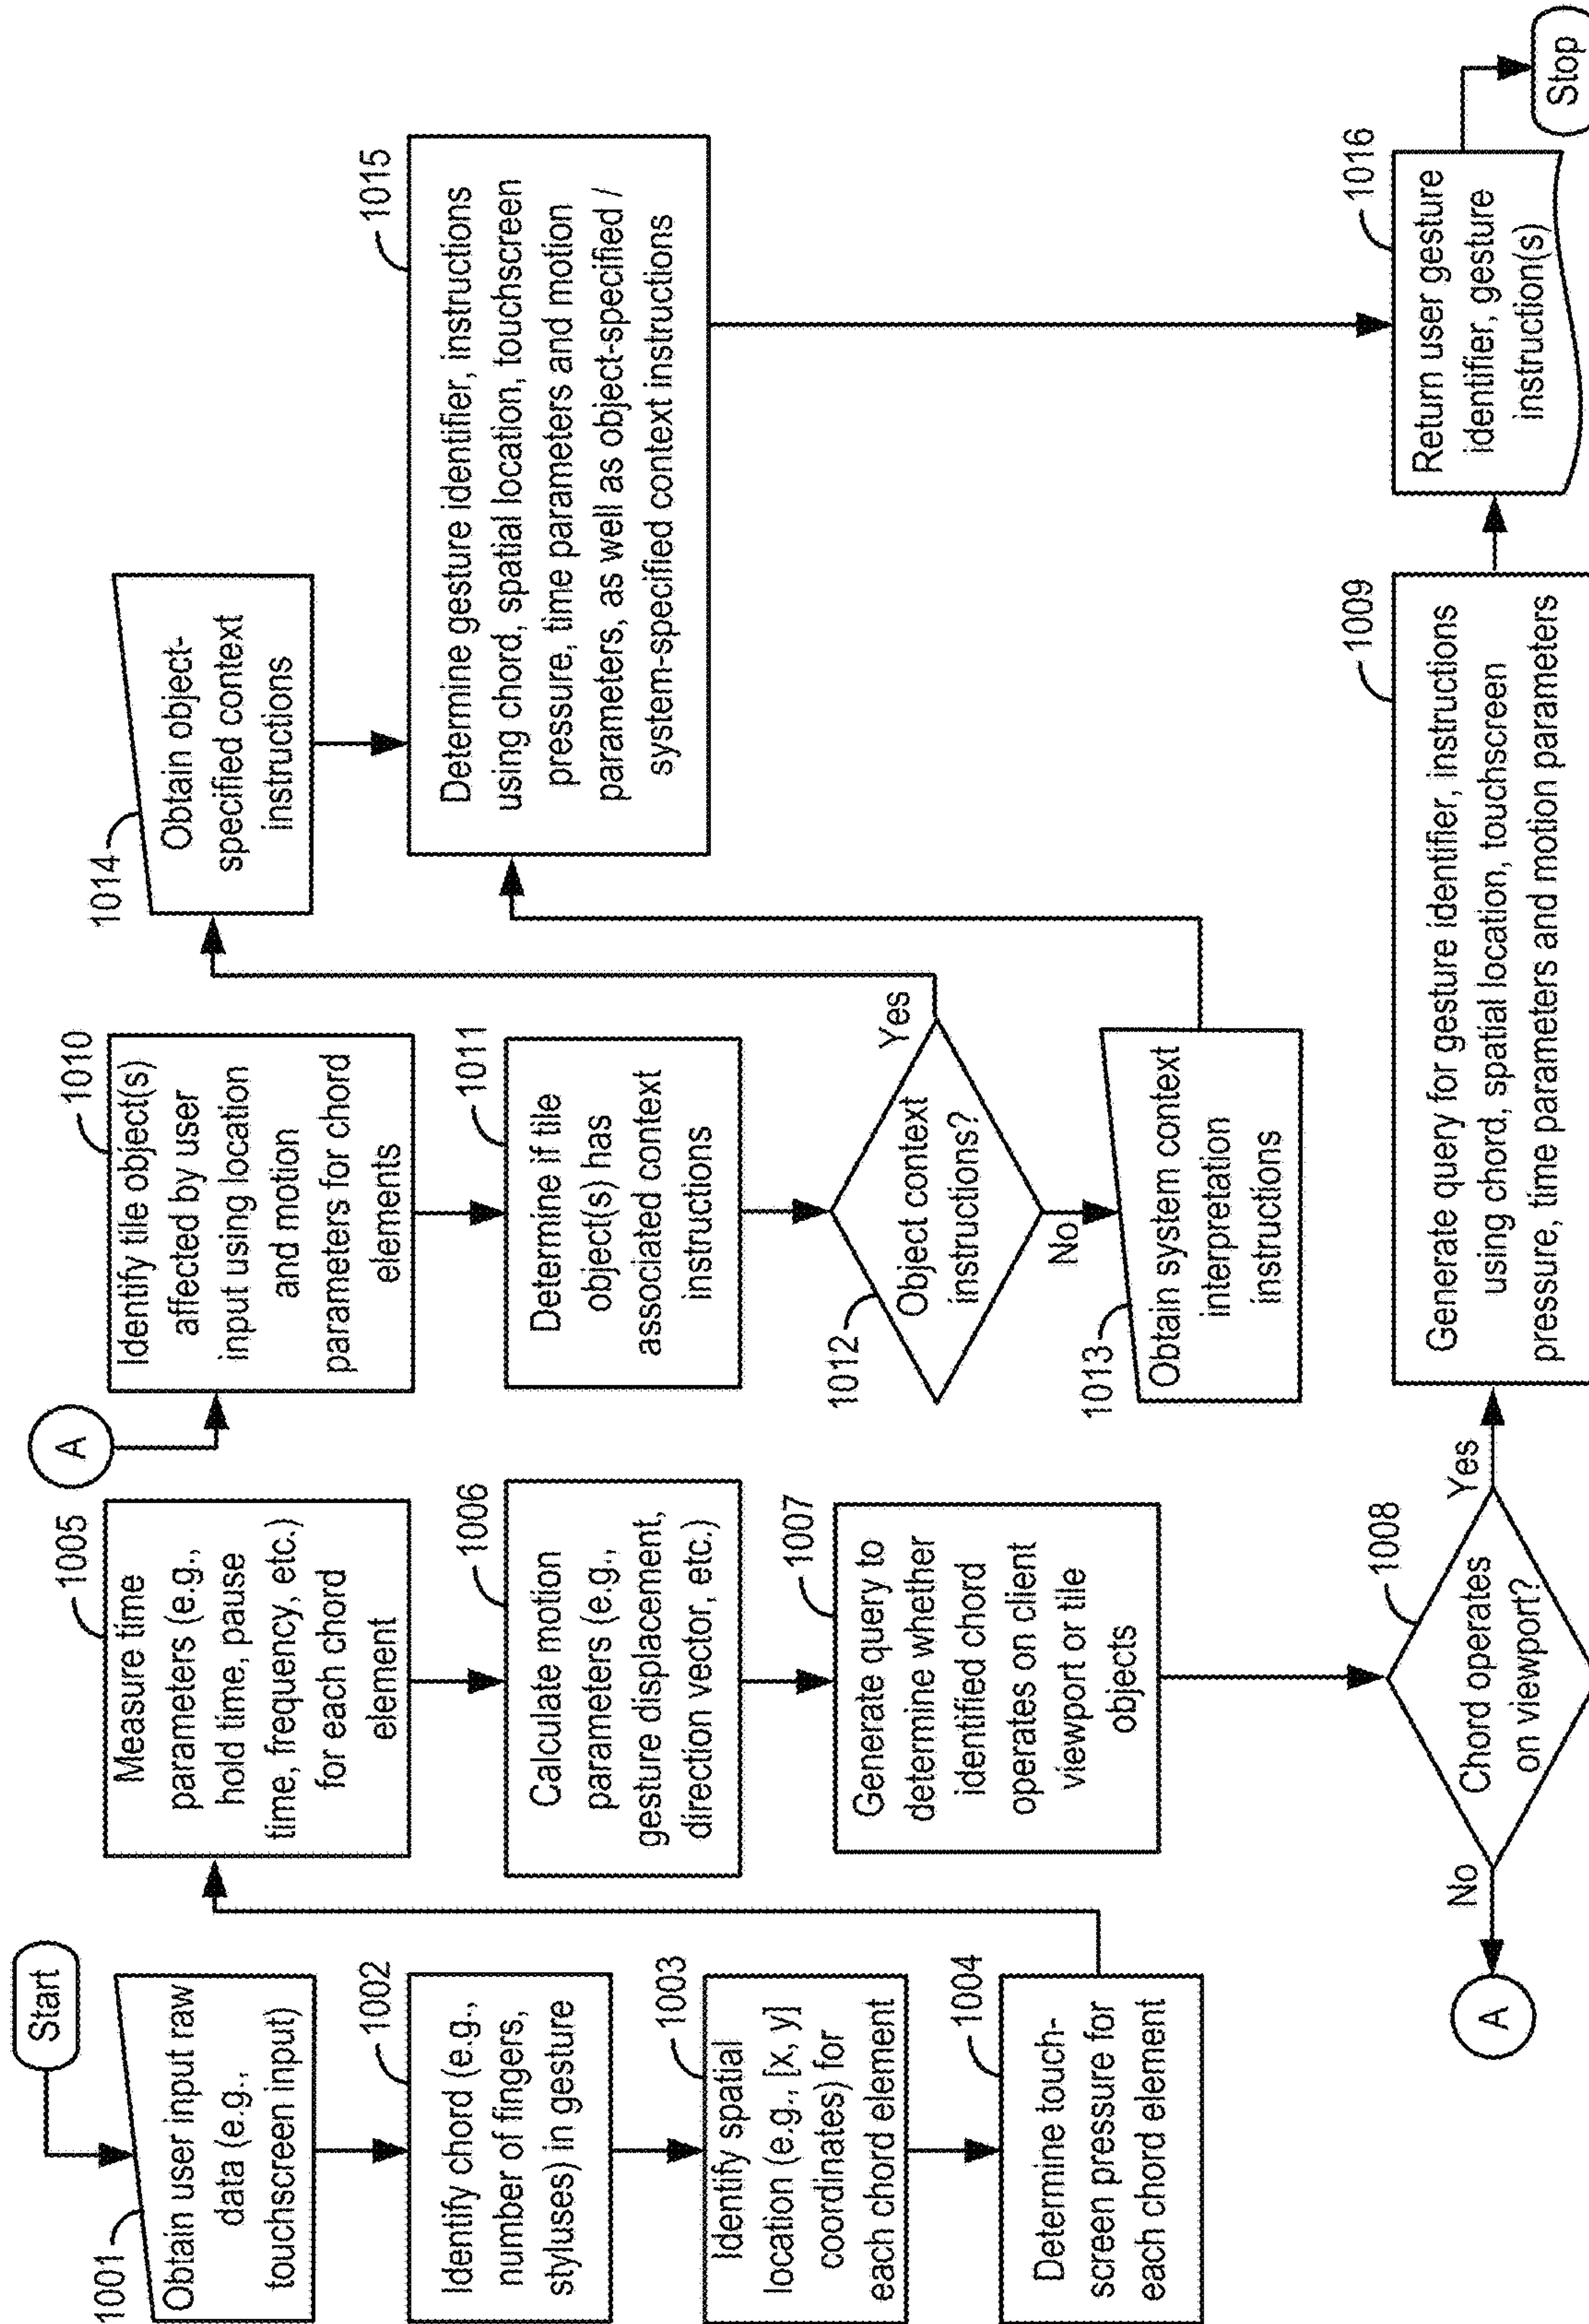 Start
1001
Obtain user input raw
data (e.g.,
touchscreen input)
1002
Identify chord (e.g.,
number of fingers,
styluses) in gesture
1003
Identify spatial
location (e.g., [x, y]
coordinates) for
each chord element
1004
Determine touch-
screen pressure for
each chord element
1005
Measure time
parameters (e.g.,
hold time, pause
time, frequency, etc.)
for each chord
element
1006
Calculate motion
parameters (e.g.,
gesture displacement,
direction vector, etc.)
1007
Generate query to
determine whether
identified chord
operates on client
viewport or tile
objects
1008
Chord operates
on viewport?
No
Yes
A
A
1010
Identify tile object(s)
affected by user
input using location
and motion
parameters for chord
elements
1011
Determine if tile
object(s) has
associated context
instructions
1012
Object context
instructions?
Yes
No
1013
Obtain system context
interpretation
instructions
1014
Obtain object-
specified context
instructions
1015
Determine gesture identifier, instructions
using chord, spatial location, touchscreen
pressure, time parameters and motion
parameters, as well as object-specified /
system-specified context instructions
1009
Generate query for gesture identifier, instructions
using chord, spatial location, touchscreen
pressure, time parameters and motion parameters
1016
Return user gesture
identifier, gesture
instruction(s)
Stop